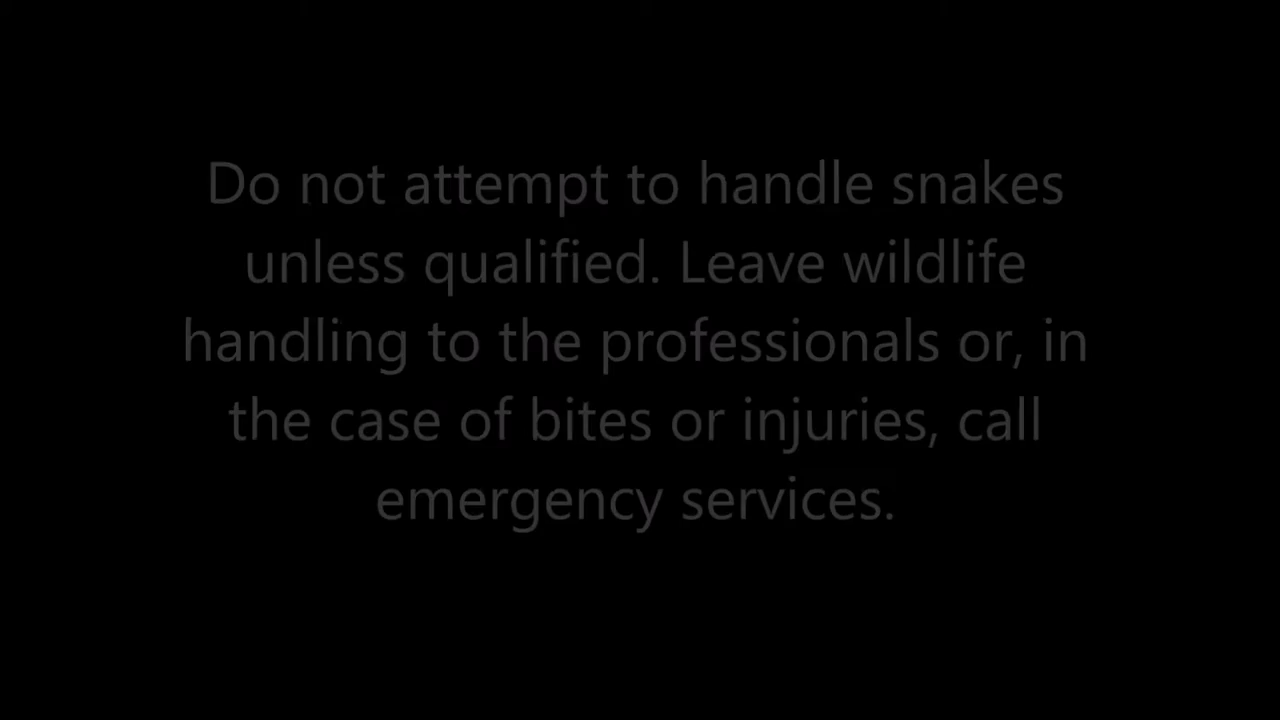 Do not attempt to handle snakes
unless qualified. Leave wildlife
handling to the professionals or, in
the case of bites or injuries, call
emergency services.